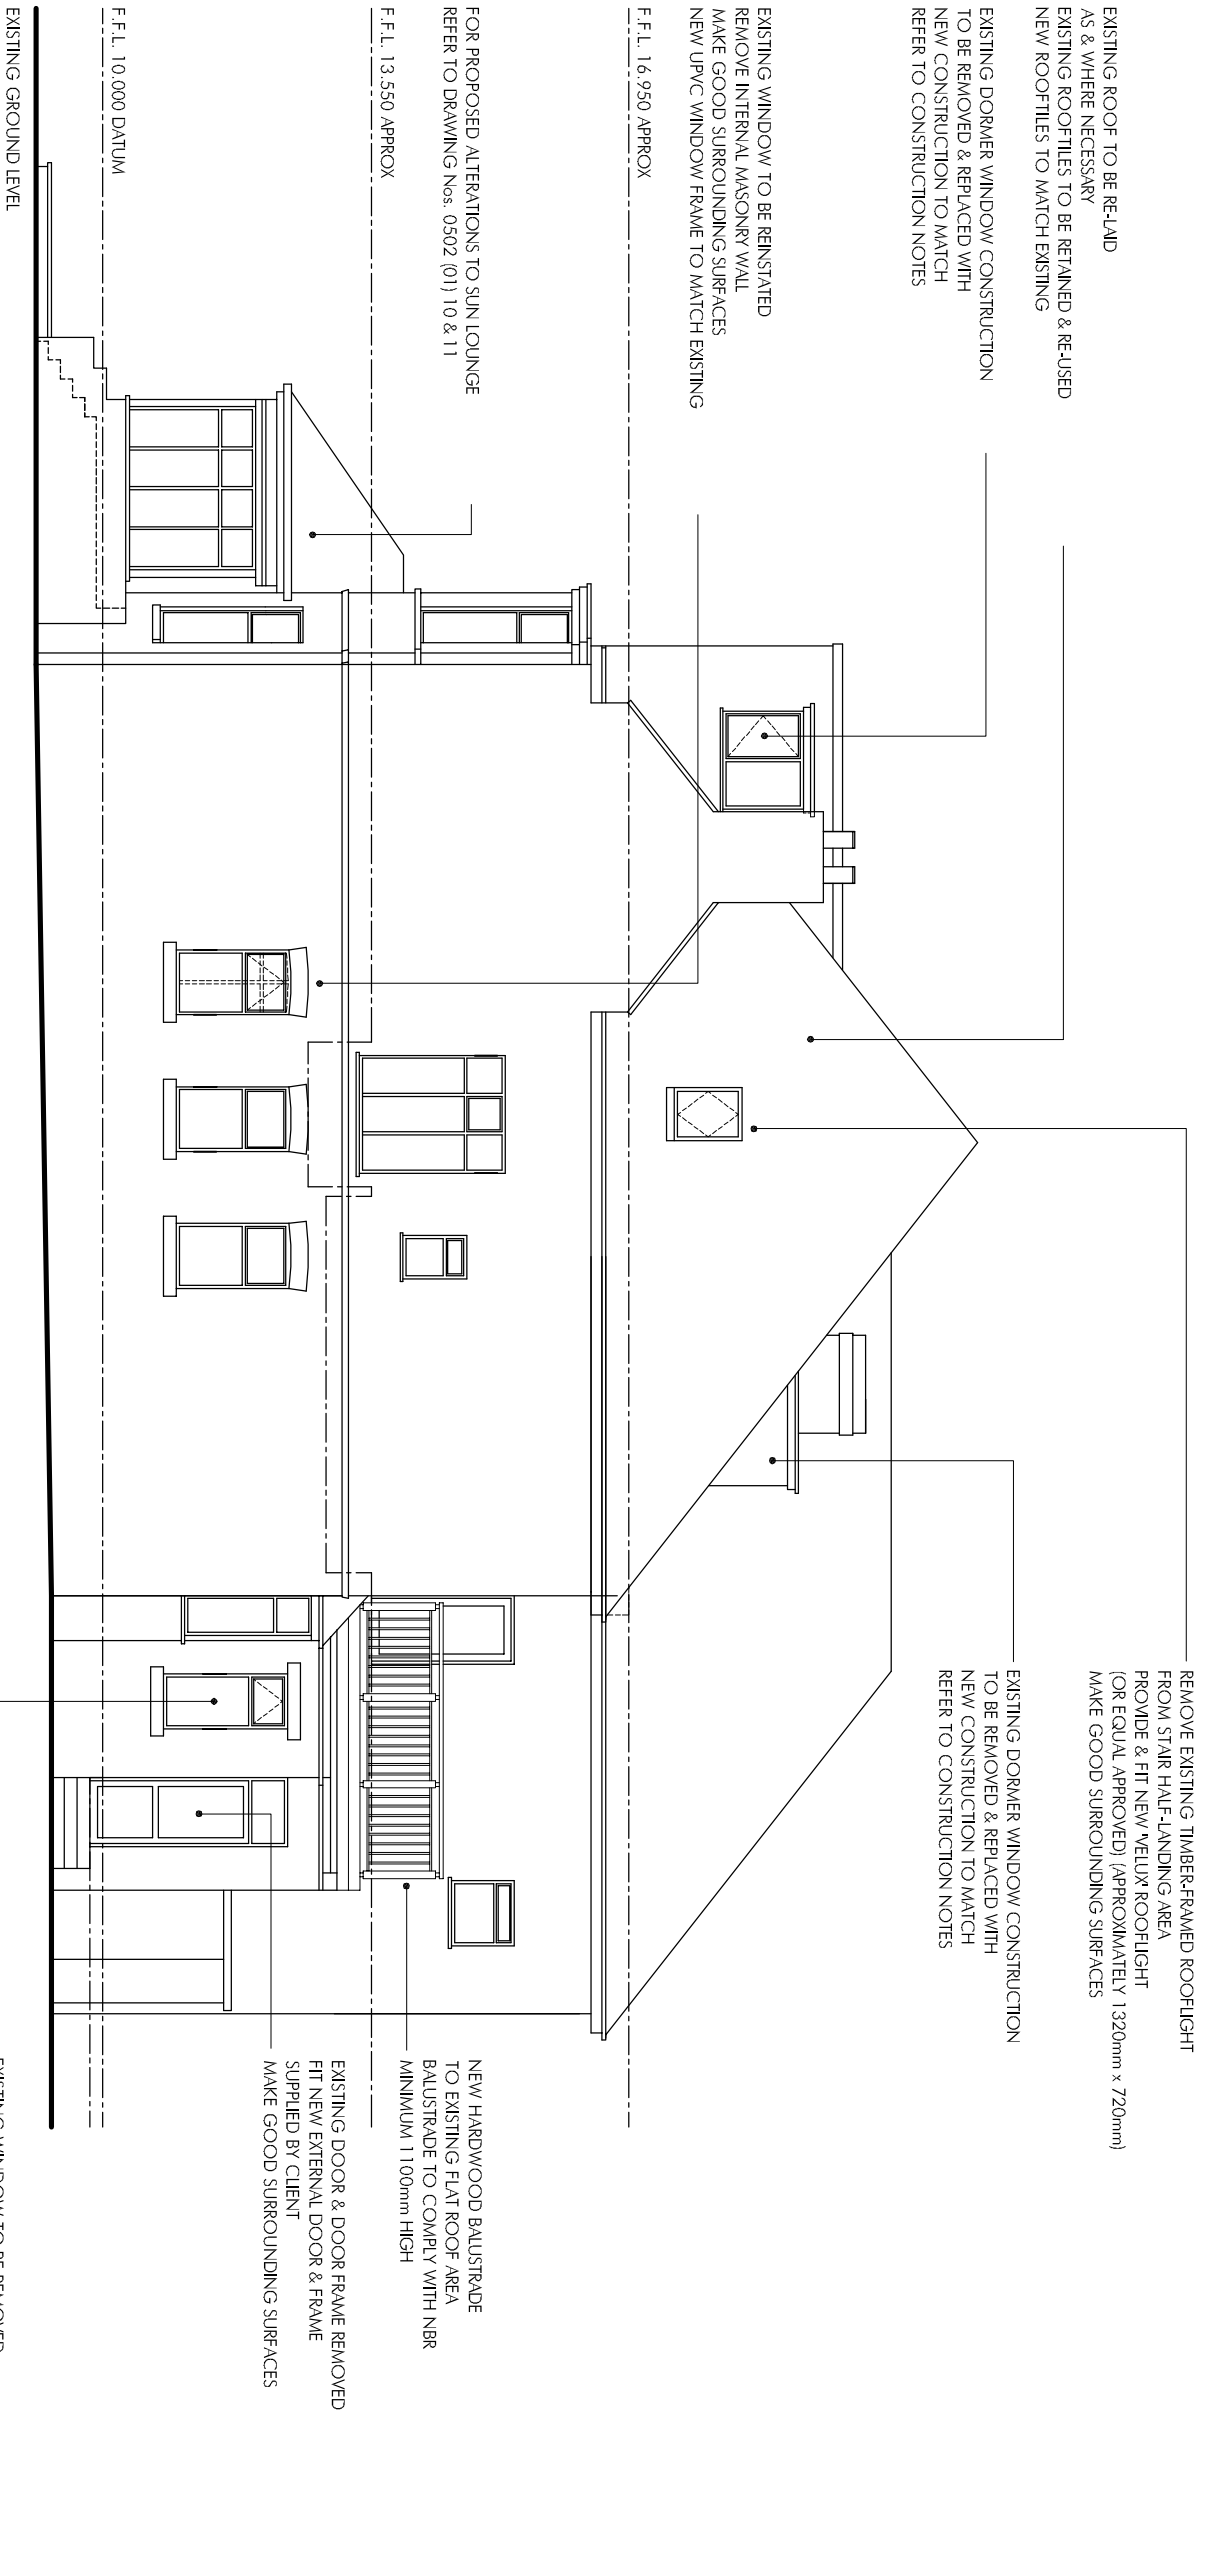 REMOVE EXISTING TIMBER-FRAMED ROOFLIGHT
FROM STAIR HALF-LANDING AREA
PROVIDE & FIT NEW 'VELUX' ROOFLIGHT
(OR EQUAL APPROVED) (APPROXIMATELY 1320mm x 720mm)
MAKE GOOD SURROUNDING SURFACES
EXISTING ROOF TO BE RE-LAID
AS & WHERE NECESSARY
EXISTING ROOFTILES TO BE RETAINED & RE-USED
NEW ROOFTILES TO MATCH EXISTING
EXISTING DORMER WINDOW CONSTRUCTION
TO BE REMOVED & REPLACED WITH
NEW CONSTRUCTION TO MATCH
REFER TO CONSTRUCTION NOTES
EXISTING DORMER WINDOW CONSTRUCTION
TO BE REMOVED & REPLACED WITH
NEW CONSTRUCTION TO MATCH
REFER TO CONSTRUCTION NOTES
EXISTING WINDOW TO BE REINSTATED
REMOVE INTERNAL MASONRY WALL
MAKE GOOD SURROUNDING SURFACES
NEW UPVC WINDOW FRAME TO MATCH EXISTING
F.F.L. 16.950 APPROX
FOR PROPOSED ALTERATIONS TO SUN LOUNGE
REFER TO DRAWING Nos. 0502 (01) 10 & 11
NEW HARDWOOD BALUSTRADE
TO EXISTING FLAT ROOF AREA
BALUSTRADE TO COMPLY WITH NBR
MINIMUM 1100mm HIGH
F.F.L. 13.550 APPROX
EXISTING DOOR & DOOR FRAME REMOVED
FIT NEW EXTERNAL DOOR & FRAME
SUPPLIED BY CLIENT
MAKE GOOD SURROUNDING SURFACES
F.F.L. 10.000 DATUM
EXISTING GROUND LEVEL
EXISTING WINDOW TO BE REMOVED